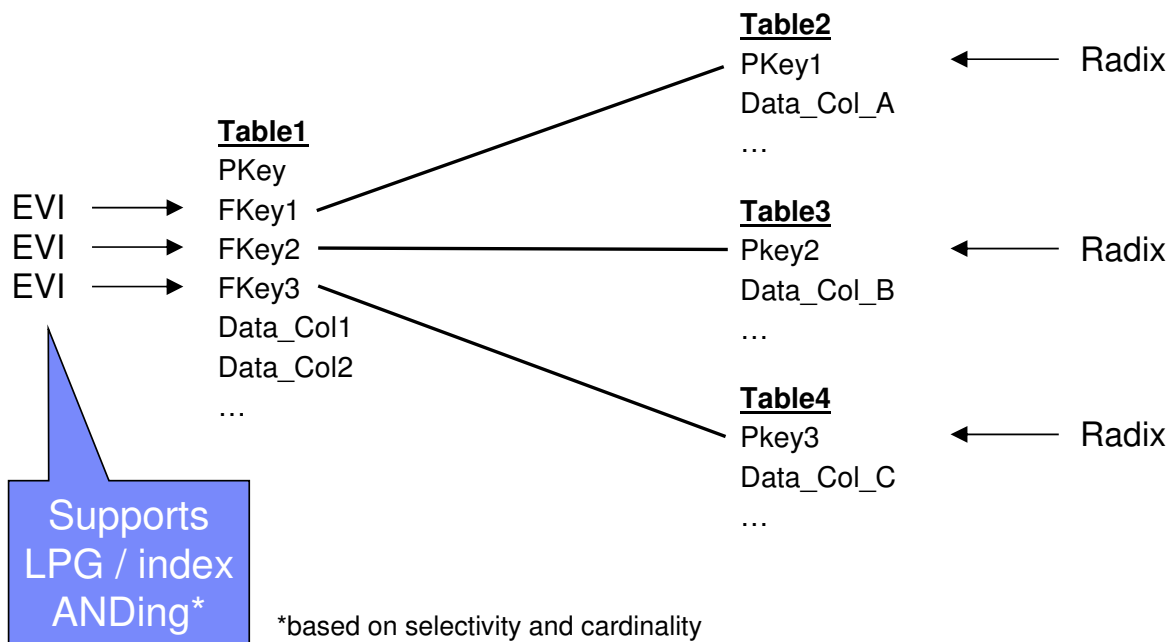 Table2
PKey1
Data_Col_A
…
Radix
Table1
PKey
FKey1
FKey2
FKey3
Data_Col1
Data_Col2
…
EVI
EVI
EVI
Table3
Pkey2
Data_Col_B
…
Radix
Table4
Pkey3
Data_Col_C
…
Radix
Supports
LPG / index
ANDing*
*based on selectivity and cardinality